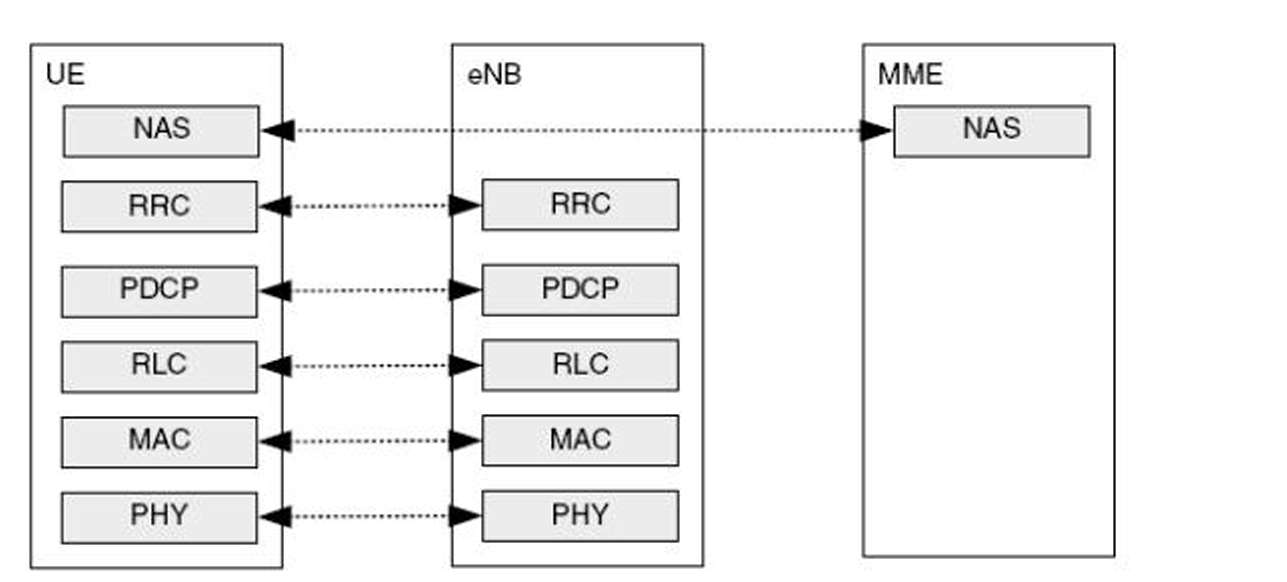 UE
eNB
MME
NAS
NAS
RRC
RRC
PDCP
PDCP
RLC
RLC
MAC
MAC
PHY
PHY